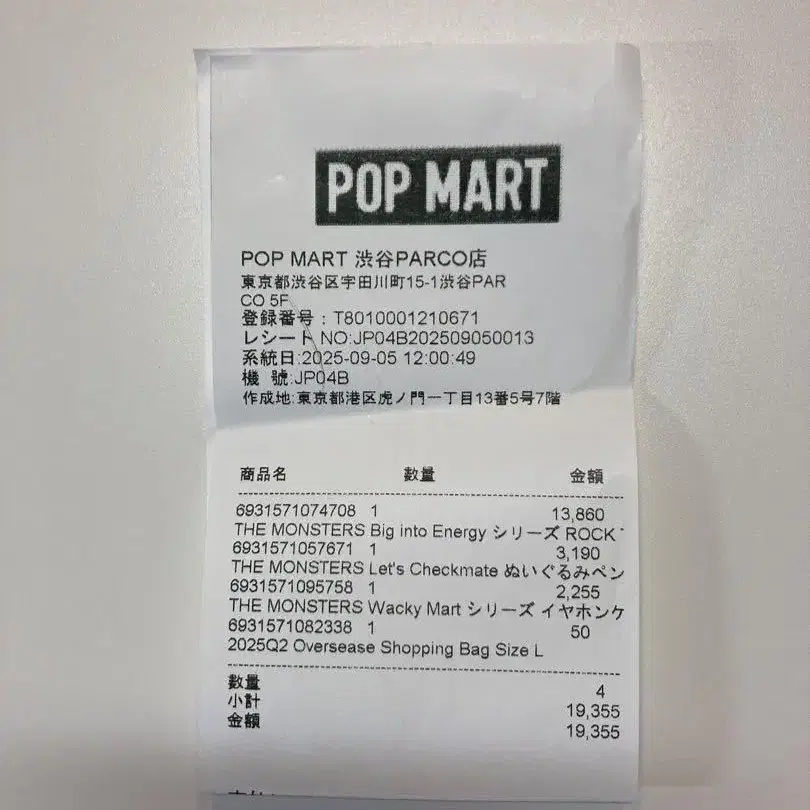 POP MART
POP MART 渋谷PARCO店
東京都渋谷区宇田川町15-1渋谷PAR
CO 5F
登録番号：T8010001210671
レシートNO:JP04B202509050013
系統日:2025-09-05 12:00:49
機 號:JP04B
作成地:東京都港区虎ノ門一丁目13番5号7階
商品名 數量 金額
6931571074708 1 13,860
THE MONSTERS Big into Energy シリーズ ROCK
6931571057671 1 3,190
THE MONSTERS Let's Checkmate ぬいぐるみペン
6931571095758 1 2,255
THE MONSTERS Wacky Mart シリーズ イヤホンケ
6931571082338 1 50
2025Q2 Oversease Shopping Bag Size L
數量 4
小計 19,355
金額 19,355